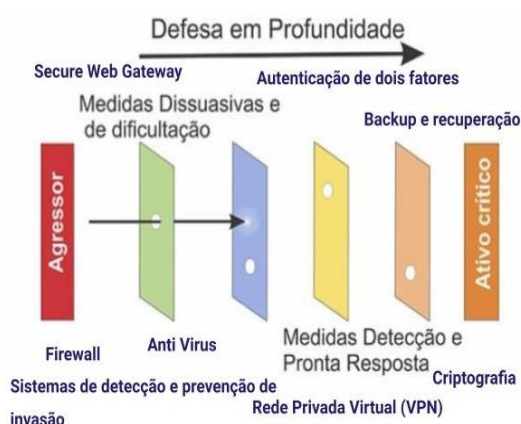 Defesa em Profundidade
Secure Web Gateway
Autenticação de dois fatores
Medidas Dissuasivas e
de dificultação
Backup e recuperação
Agressor
Ativo crítico
Firewall
Anti Virus
Medidas Detecção e
Pronta Resposta
Criptografia
Sistemas de detecção e prevenção de
invasão
Rede Privada Virtual (VPN)